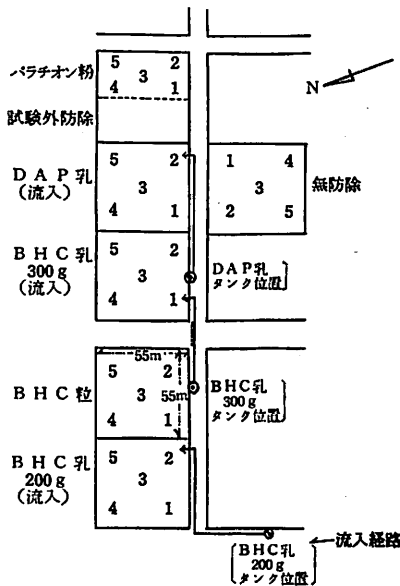 パラチオン粉
5 2
3
4 1
N
試験外防除
DAP乳
(流入)
5 2
3
4 1
1 4
3
2 5
無防除
BHC乳
300g
(流入)
5 2
3
4 1
DAP乳
タンク位置
55m
55m
BHC粒
5 2
3
4 1
BHC乳
300g
タンク位置
BHC乳
200g
(流入)
5 2
3
4 1
流入経路
BHC乳
200g
タンク位置